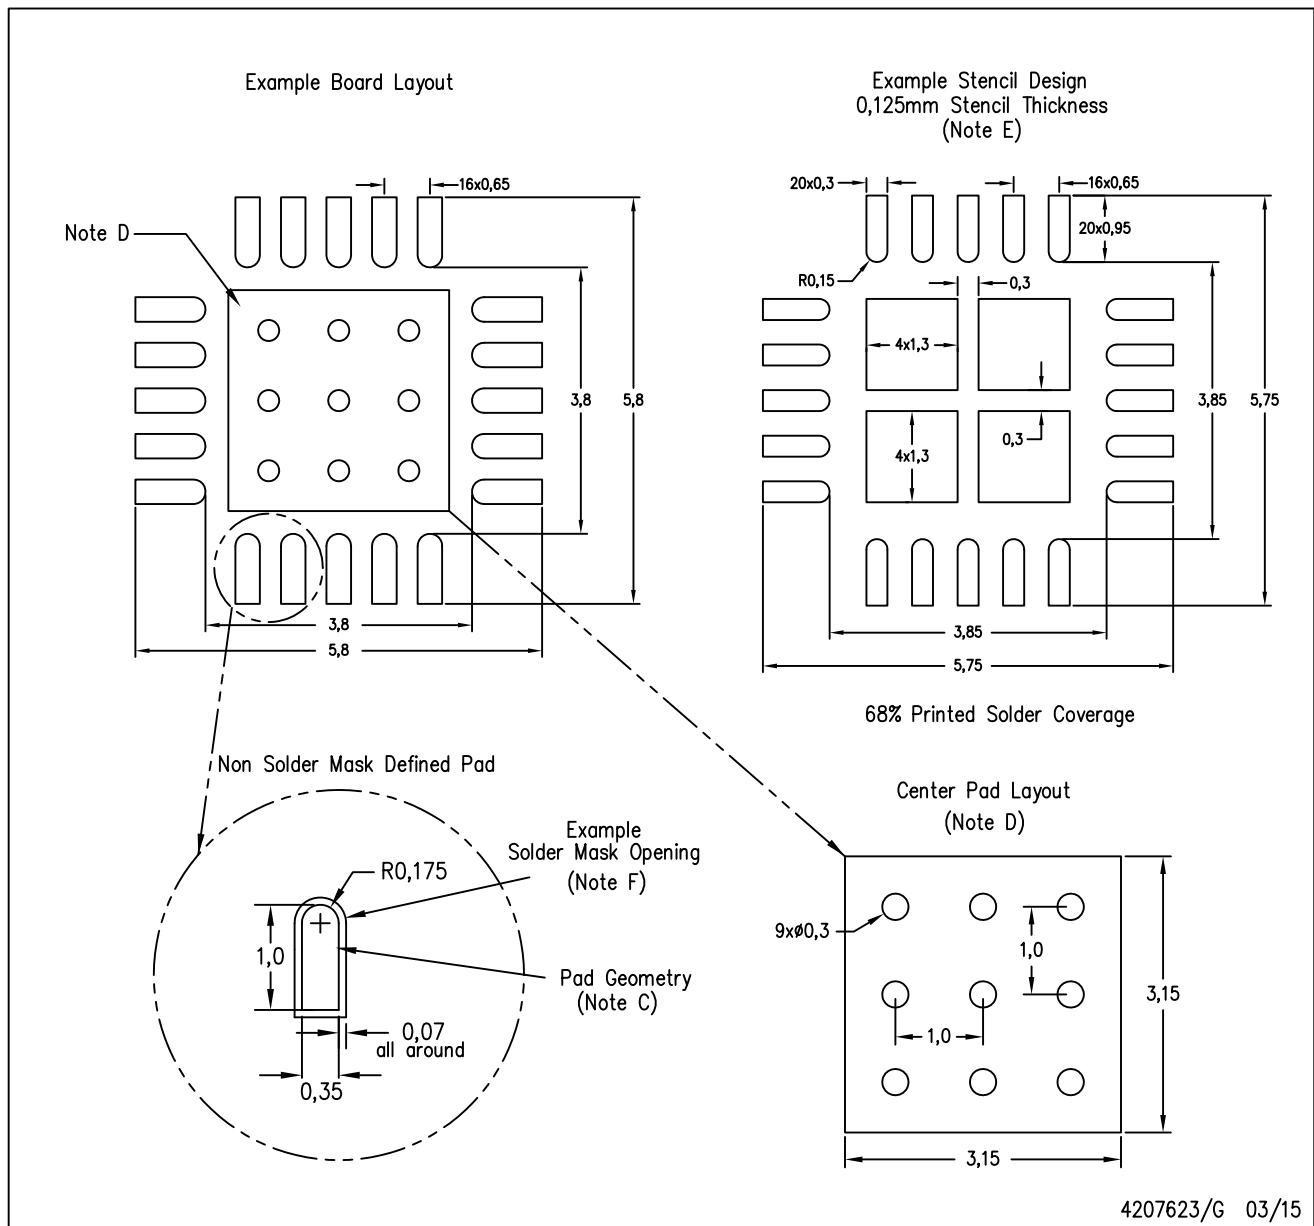 Example Board Layout
Example Stencil Design
0,125mm Stencil Thickness
(Note E)
16x0,65
Note D
3,8
5,8
3,8
5,8
20x0,3
16x0,65
20x0,95
R0,15
0,3
4x1,3
3,85
5,75
0,3
4x1,3
3,85
5,75
68% Printed Solder Coverage
Non Solder Mask Defined Pad
Example
Solder Mask Opening
(Note F)
R0,175
1,0
Pad Geometry
(Note C)
0,07
all around
0,35
Center Pad Layout
(Note D)
9xø0,3
1,0
3,15
1,0
3,15
4207623/G 03/15